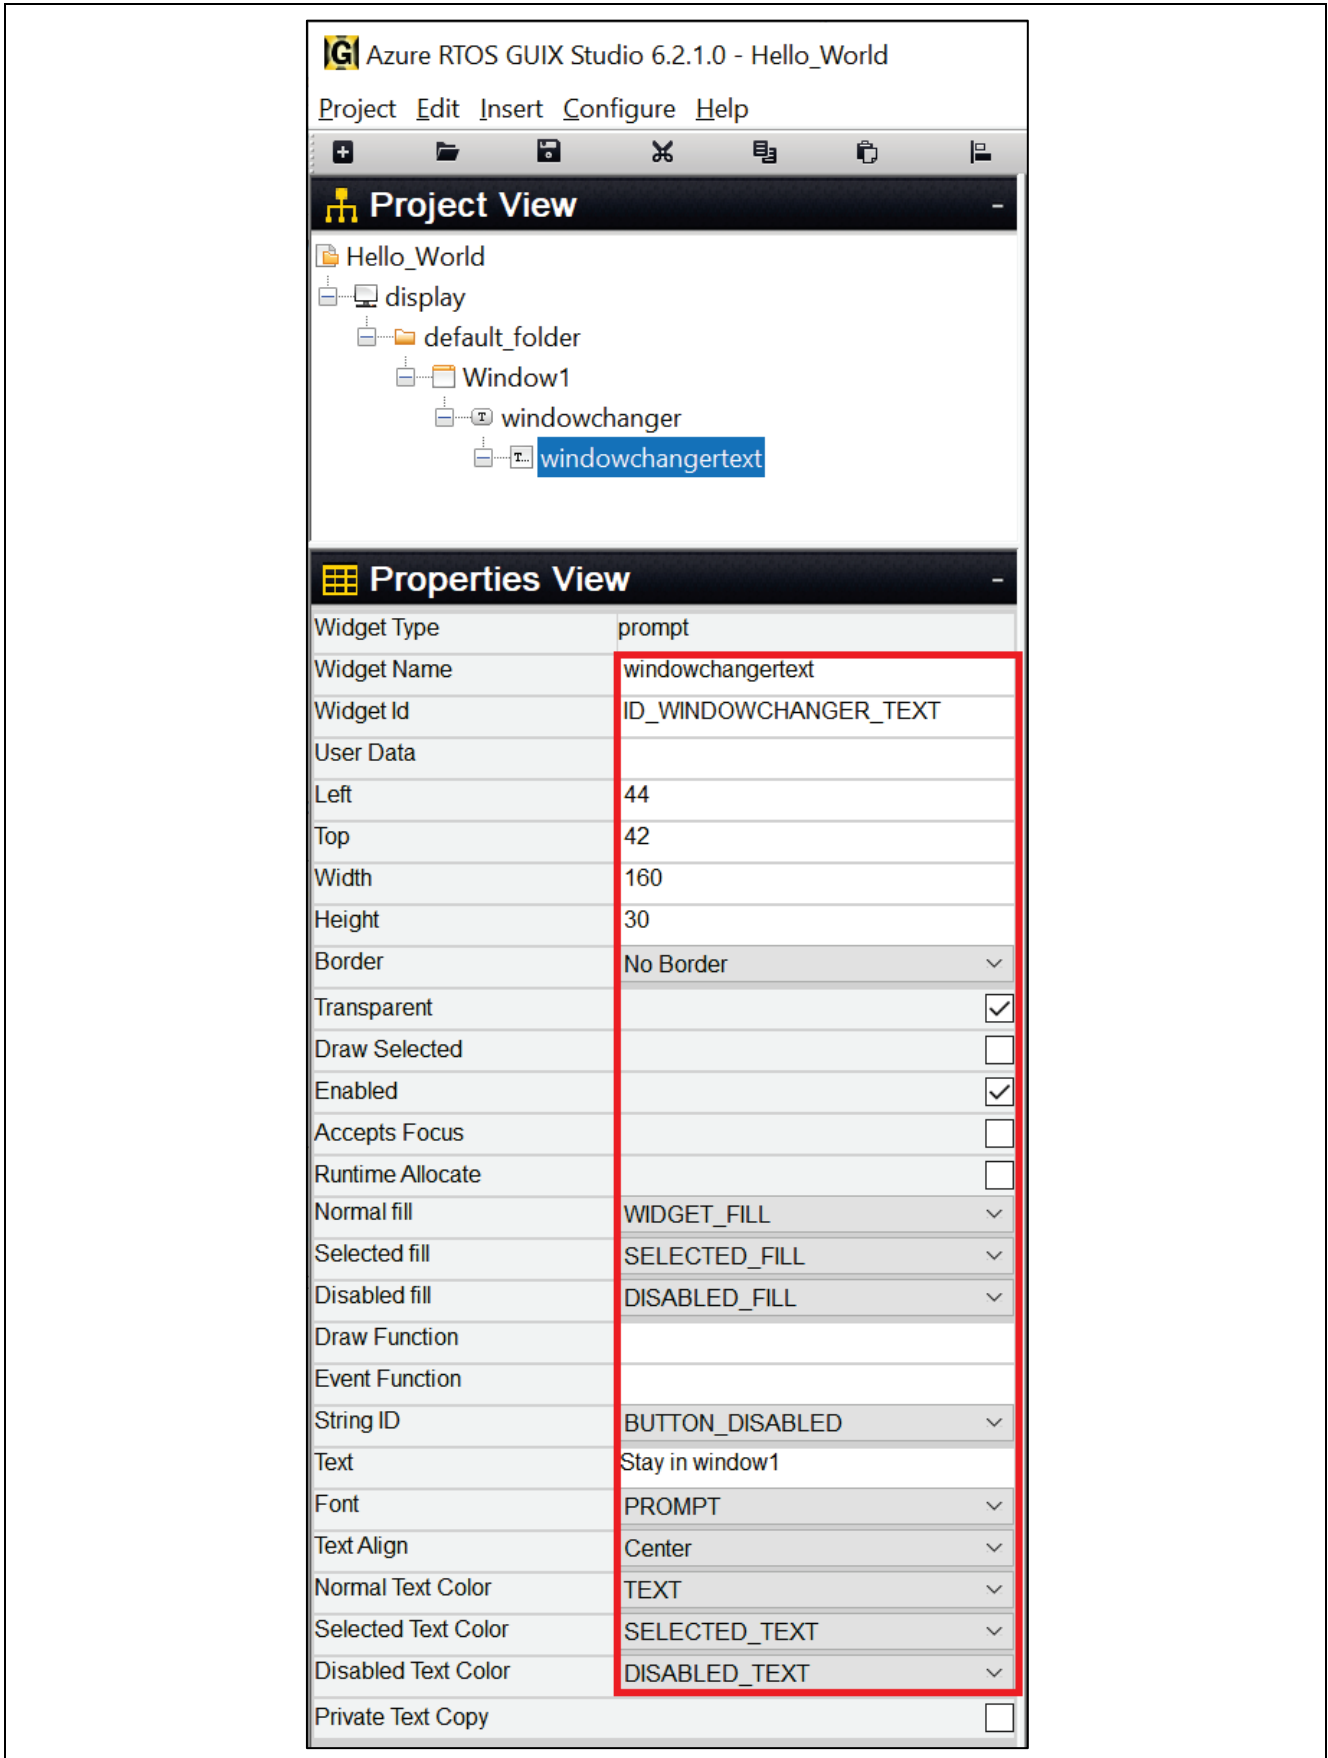 Azure RTOS GUIX Studio 6.2.1.0 - Hello_World
Project Edit Insert Configure Help
Project View
Hello_World
display
default_folder
Window1
windowchanger
windowchangertext
Properties View
Widget Type prompt
Widget Name windowchangertext
Widget Id ID_WINDOWCHANGER_TEXT
User Data
Left 44
Top 42
Width 160
Height 30
Border No Border
Transparent
Draw Selected
Enabled
Accepts Focus
Runtime Allocate
Normal fill WIDGET_FILL
Selected fill SELECTED_FILL
Disabled fill DISABLED_FILL
Draw Function
Event Function
String ID BUTTON_DISABLED
Text Stay in window1
Font PROMPT
Text Align Center
Normal Text Color TEXT
Selected Text Color SELECTED_TEXT
Disabled Text Color DISABLED_TEXT
Private Text Copy